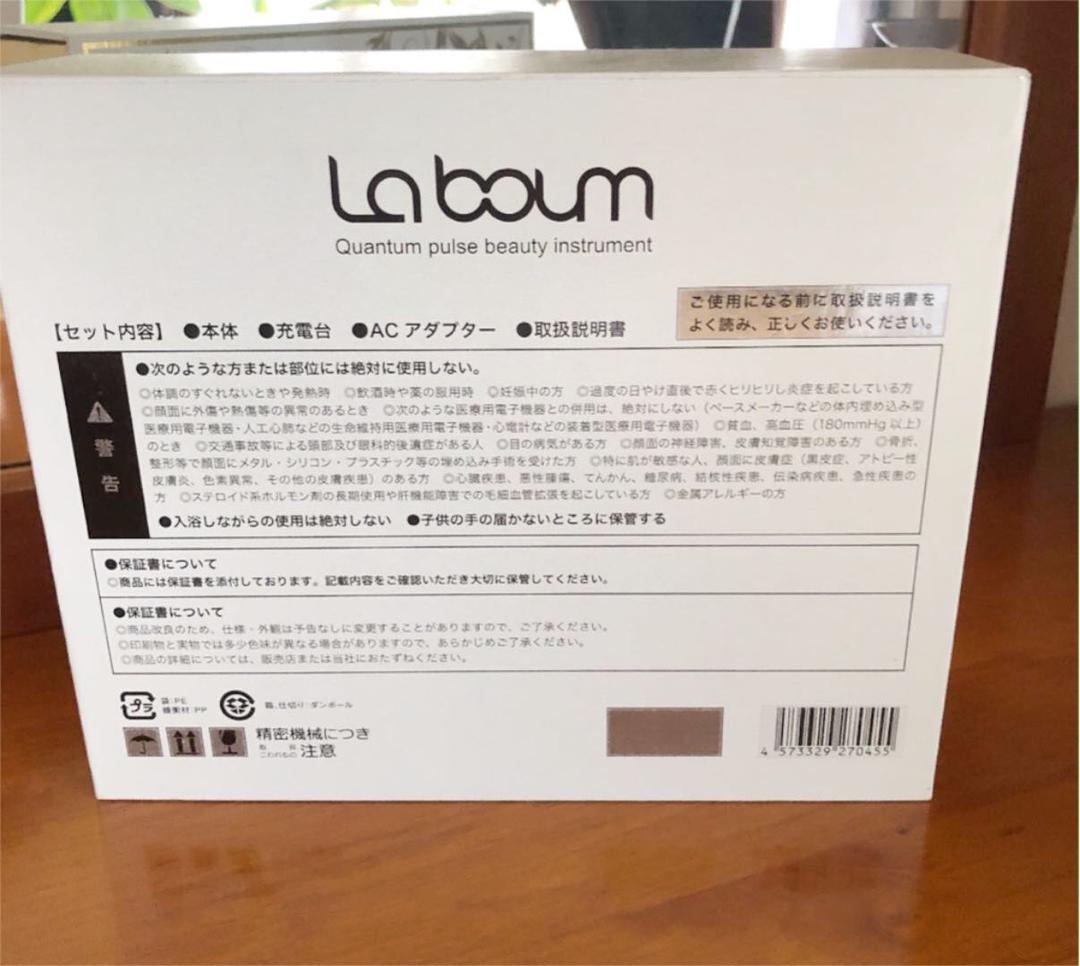 La boum
Quantum pulse beauty instrument
ご使用になる前に取扱説明書を
よく読み、正しくお使いください。
【セット内容】 ●本体 ●充電台 ●ACアダプター ●取扱説明書
警告
●次のような方または部位には絶対に使用しない。
◎体調のすぐれないときや発熱時 ◎飲酒時や薬の服用時 ◎妊娠中の方 ◎過度の日やけ直後で赤くヒリヒリし炎症を起こしている方
◎顔面に外傷や熱傷等の異常のあるとき ◎次のような医療用電子機器との併用は、絶対にしない（ペースメーカーなどの体内埋め込み型
医療用電子機器・人工心肺などの生命維持用医療用電子機器・心電計などの装着型医療用電子機器） ◎貧血、高血圧（180mmHg 以上）
のとき ◎交通事故等による頭部及び眼科的後遺症がある人 ◎目の病気がある方 ◎顔面の神経障害、皮膚知覚障害のある方 ◎骨折、
整形等で顔面にメタル・シリコン・プラスチック等の埋め込み手術を受けた方 ◎特に肌が敏感な人、顔面に皮膚症（黒皮症、アトピー性
皮膚炎、色素異常、その他の皮膚疾患）のある方 ◎心臓疾患、悪性腫瘍、てんかん、糖尿病、結核性疾患、伝染病疾患、急性疾患の
方 ◎ステロイド系ホルモン剤の長期使用や肝機能障害での毛細血管拡張を起こしている方 ◎金属アレルギーの方
●入浴しながらの使用は絶対しない ●子供の手の届かないところに保管する
●保証書について
◎商品には保証書を添付しております。記載内容をご確認いただき大切に保管してください。
●保証書について
◎商品改良のため、仕様・外観は予告なしに変更することがありますので、ご了承ください。
◎印刷物と実物では多少色味が異なる場合がありますので、あらかじめご了承ください。
◎商品の詳細については、販売店または当社におたずねください。
プラ
袋:PE
緩衝材:PP
箱、仕切り:ダンボール
精密機械につき
取扱
こわれもの
注意
4 573329 270455